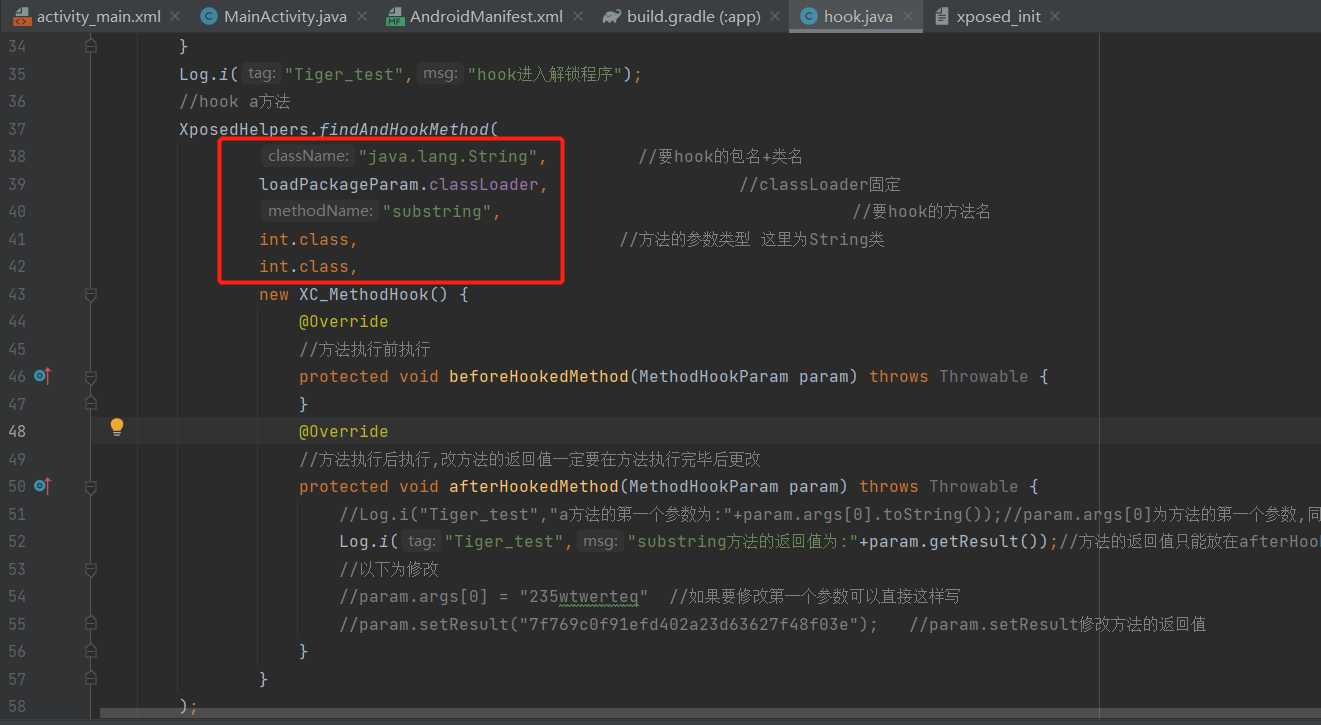 activity_main.xml MainActivity.java AndroidManifest.xml build.gradle (:app) hook.java xposed_init
34 }
35 Log.i( tag: "Tiger_test", msg: "hook进入解锁程序");
36 //hook a方法
37 XposedHelpers.findAndHookMethod(
38 className: "java.lang.String", //要hook的包名+类名
39 loadPackageParam.classLoader, //classLoader固定
40 methodName: "substring", //要hook的方法名
41 int.class, //方法的参数类型 这里为String类
42 int.class,
43 new XC_MethodHook() {
44 @Override
45 //方法执行前执行
46 protected void beforeHookedMethod(MethodHookParam param) throws Throwable {
47 }
48 @Override
49 //方法执行后执行,改方法的返回值一定要在方法执行完毕后更改
50 protected void afterHookedMethod(MethodHookParam param) throws Throwable {
51 //Log.i("Tiger_test","a方法的第一个参数为:"+param.args[0].toString());//param.args[0]为方法的第一个参数,同
52 Log.i( tag: "Tiger_test", msg: "substring方法的返回值为:"+param.getResult());//方法的返回值只能放在afterHook
53 //以下为修改
54 //param.args[0] = "235wtwerteq" //如果要修改第一个参数可以直接这样写
55 //param.setResult("7f769c0f91efd402a23d63627f48f03e"); //param.setResult修改方法的返回值
56 }
57 }
58 );